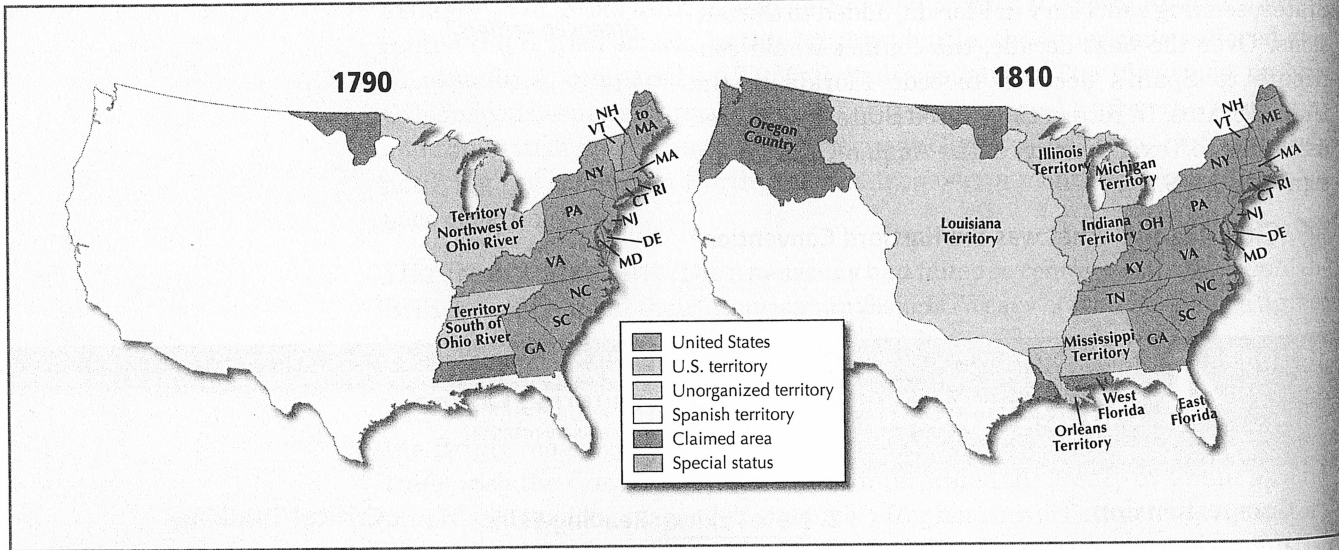 1790
NH
VT
to
MA
MA
NY
RI
CT
PA
NJ
DE
MD
VA
NC
SC
GA
Territory
Northwest of
Ohio River
Territory
South of
Ohio River
United States
U.S. territory
Unorganized territory
Spanish territory
Claimed area
Special status
1810
Oregon
Country
Louisiana
Territory
Illinois
Territory
Michigan
Territory
Indiana
Territory
OH
KY
TN
NH
VT
ME
MA
NY
RI
CT
PA
NJ
DE
MD
VA
NC
SC
GA
Mississippi
Territory
West
Florida
East
Florida
Orleans
Territory